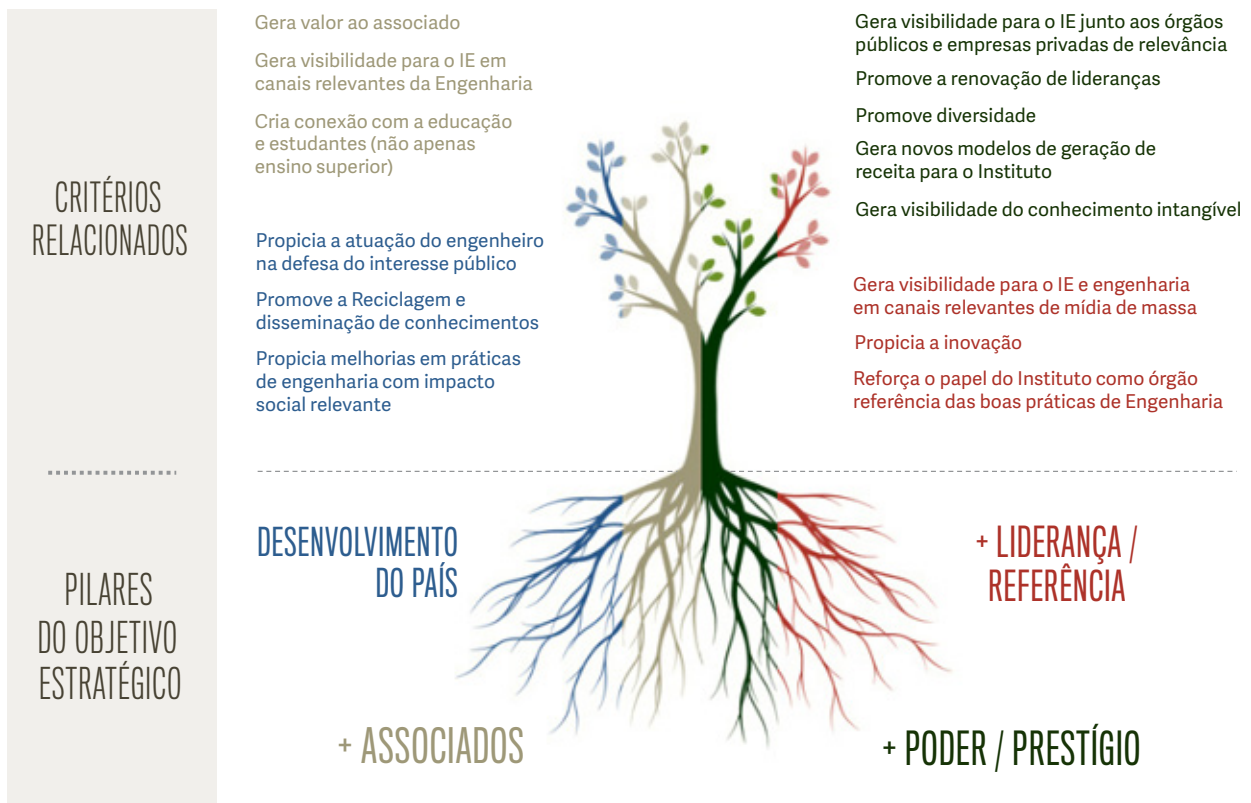 CRITÉRIOS
RELACIONADOS
Gera valor ao associado
Gera visibilidade para o IE em
canais relevantes da Engenharia
Cria conexão com a educação
e estudantes (não apenas
ensino superior)
Propicia a atuação do engenheiro
na defesa do interesse público
Promove a Reciclagem e
disseminação de conhecimentos
Propicia melhorias em práticas
de engenharia com impacto
social relevante
Gera visibilidade para o IE junto aos órgãos
públicos e empresas privadas de relevância
Promove a renovação de lideranças
Promove diversidade
Gera novos modelos de geração de
receita para o Instituto
Gera visibilidade do conhecimento intangível
Gera visibilidade para o IE e engenharia
em canais relevantes de mídia de massa
Propicia a inovação
Reforça o papel do Instituto como órgão
referência das boas práticas de Engenharia
PILARES
DO OBJETIVO
ESTRATÉGICO
DESENVOLVIMENTO
DO PAÍS
+ ASSOCIADOS
+ LIDERANÇA /
REFERÊNCIA
+ PODER / PRESTÍGIO